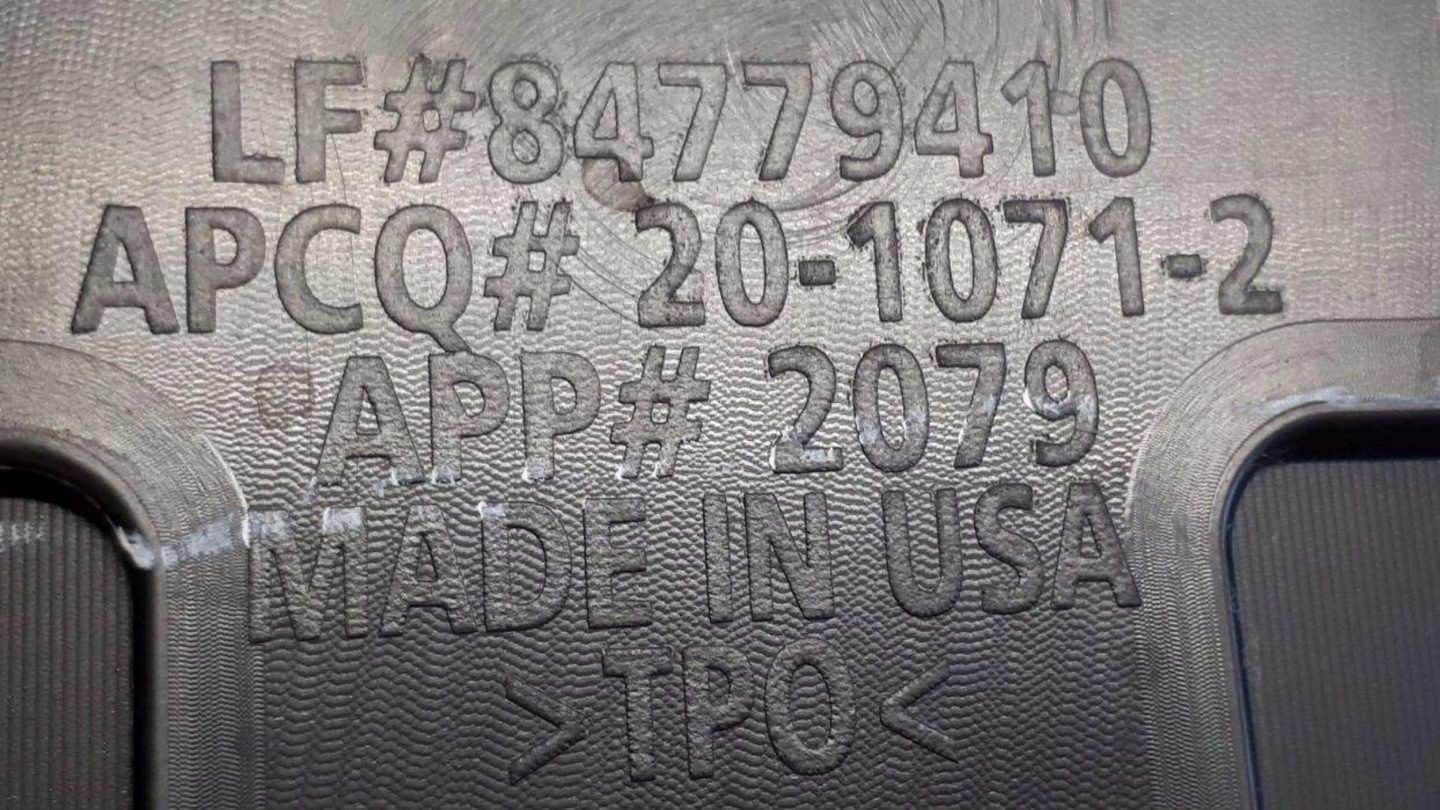 LF#84779410
APCQ# 20-1071-2
APP# 2079
MADE IN USA
>TPO<